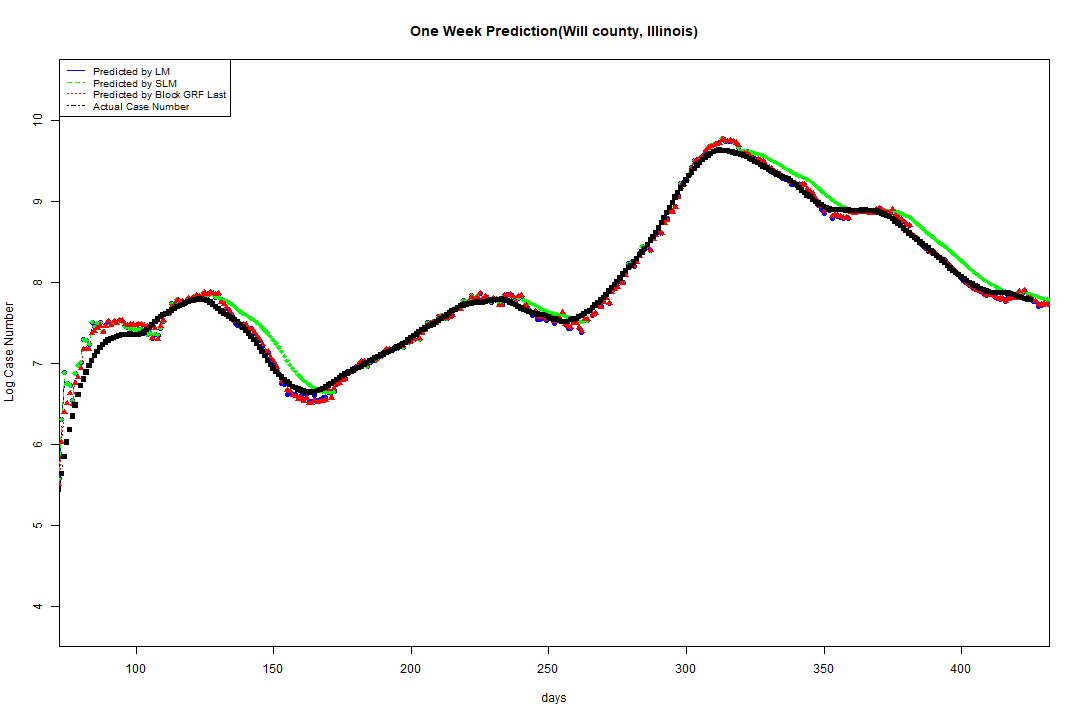 One Week Prediction(Will county, Illinois)
Predicted by LM
Predicted by SLM
Predicted by Block GRF Last
Actual Case Number
10
9
8
7
6
5
4
Log Case Number
100 150 200 250 300 350 400
days